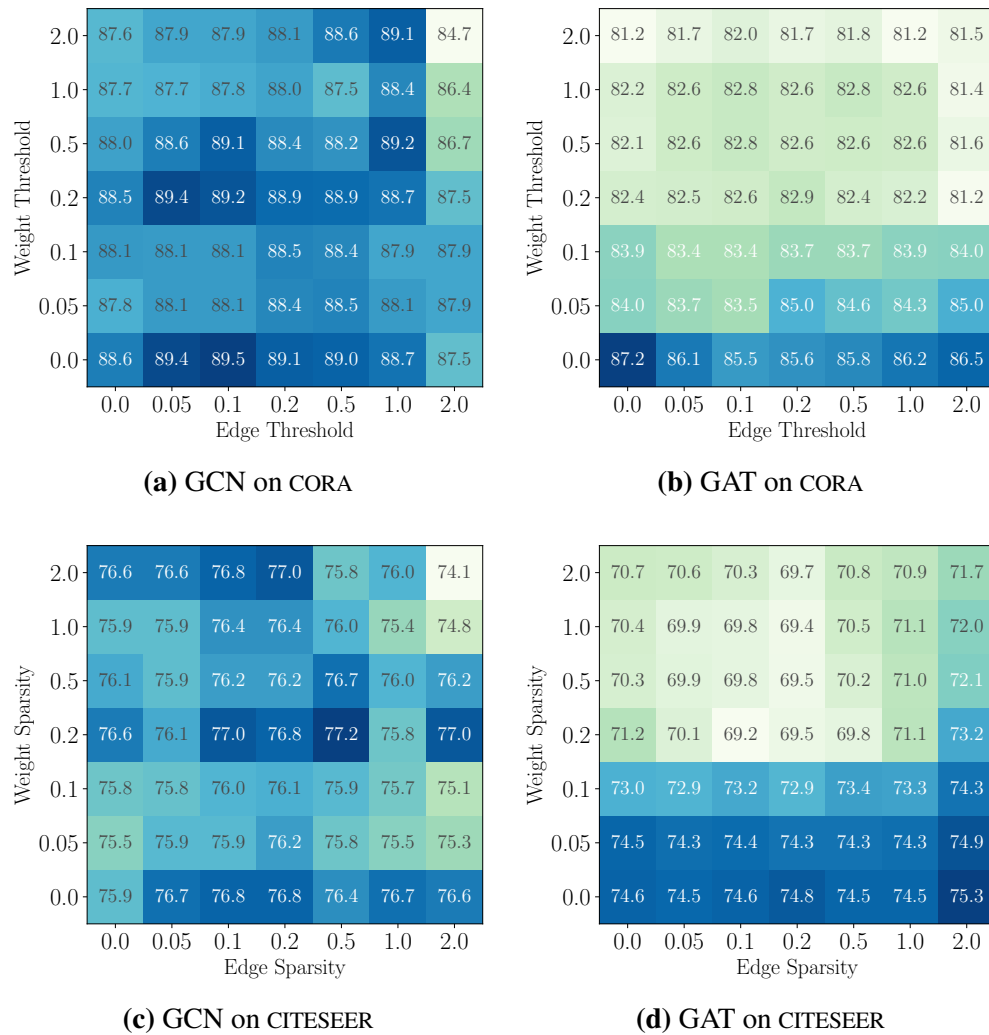 2.0 87.6 87.9 87.9 88.1 88.6 89.1 84.7
1.0 87.7 87.7 87.8 88.0 87.5 88.4 86.4
0.5 88.0 88.6 89.1 88.4 88.2 89.2 86.7
0.2 88.5 89.4 89.2 88.9 88.9 88.7 87.5
0.1 88.1 88.1 88.1 88.5 88.4 87.9 87.9
0.05 87.8 88.1 88.1 88.4 88.5 88.1 87.9
0.0 88.6 89.4 89.5 89.1 89.0 88.7 87.5
0.0 0.05 0.1 0.2 0.5 1.0 2.0
Weight Threshold
Edge Threshold
(a) GCN on CORA
2.0 81.2 81.7 82.0 81.7 81.8 81.2 81.5
1.0 82.2 82.6 82.8 82.6 82.8 82.6 81.4
0.5 82.1 82.6 82.8 82.6 82.6 82.6 81.6
0.2 82.4 82.5 82.6 82.9 82.4 82.2 81.2
0.1 83.9 83.4 83.4 83.7 83.7 83.9 84.0
0.05 84.0 83.7 83.5 85.0 84.6 84.3 85.0
0.0 87.2 86.1 85.5 85.6 85.8 86.2 86.5
0.0 0.05 0.1 0.2 0.5 1.0 2.0
Weight Threshold
Edge Threshold
(b) GAT on CORA
2.0 76.6 76.6 76.8 77.0 75.8 76.0 74.1
1.0 75.9 75.9 76.4 76.4 76.0 75.4 74.8
0.5 76.1 75.9 76.2 76.2 76.7 76.0 76.2
0.2 76.6 76.1 77.0 76.8 77.2 75.8 77.0
0.1 75.8 75.8 76.0 76.1 75.9 75.7 75.1
0.05 75.5 75.9 75.9 76.2 75.8 75.5 75.3
0.0 75.9 76.7 76.8 76.8 76.4 76.7 76.6
0.0 0.05 0.1 0.2 0.5 1.0 2.0
Weight Sparsity
Edge Sparsity
(c) GCN on CITESEER
2.0 70.7 70.6 70.3 69.7 70.8 70.9 71.7
1.0 70.4 69.9 69.8 69.4 70.5 71.1 72.0
0.5 70.3 69.9 69.8 69.5 70.2 71.0 72.1
0.2 71.2 70.1 69.2 69.5 69.8 71.1 73.2
0.1 73.0 72.9 73.2 72.9 73.4 73.3 74.3
0.05 74.5 74.3 74.4 74.3 74.3 74.3 74.9
0.0 74.6 74.5 74.6 74.8 74.5 74.5 75.3
0.0 0.05 0.1 0.2 0.5 1.0 2.0
Weight Sparsity
Edge Sparsity
(d) GAT on CITESEER